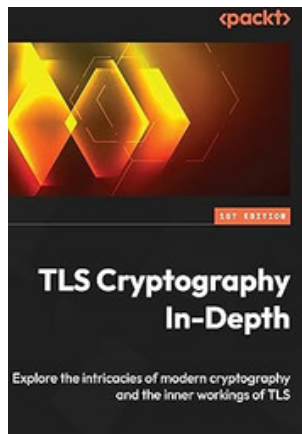 <packt>
1ST EDITION
TLS Cryptography
In-Depth
Explore the intricacies of modern cryptography
and the inner workings of TLS